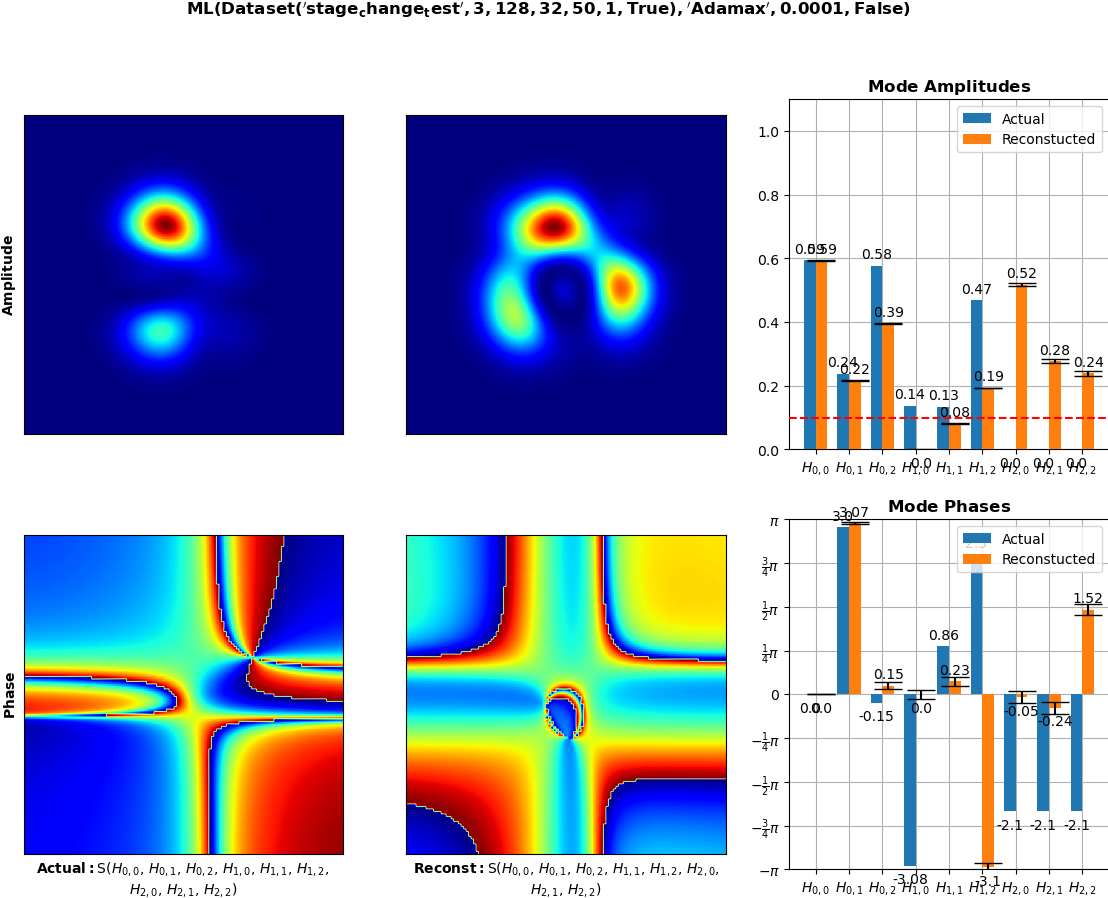 ML(Dataset('stage_change_test', 3, 128, 32, 50, 1, True), 'Adamax', 0.0001, False)
Amplitude
Mode Amplitudes
Actual
Reconstucted
1.0
0.8
0.6
0.4
0.2
0.0
0.59
0.59
0.24
0.22
0.58
0.39
0.14
0.0
0.13
0.08
0.47
0.19
0.0
0.52
0.0
0.28
0.0
0.24
H0,0 H0,1 H0,2 H1,0 H1,1 H1,2 H2,0 H2,1 H2,2
Phase
Mode Phases
Actual
Reconstucted
π
3/4π
1/2π
1/4π
0
−1/4π
−1/2π
−3/4π
−π
0.0
0.0
3.0
3.07
-0.15
0.15
-3.08
0.0
0.86
0.23
-3.1
-2.1
-0.05
-2.1
-0.24
-2.1
1.52
H0,0 H0,1 H0,2 H1,0 H1,1 H1,2 H2,0 H2,1 H2,2
Actual: S(H0,0, H0,1, H0,2, H1,0, H1,1, H1,2,
H2,0, H2,1, H2,2)
Reconst: S(H0,0, H0,1, H0,2, H1,1, H1,2, H2,0,
H2,1, H2,2)